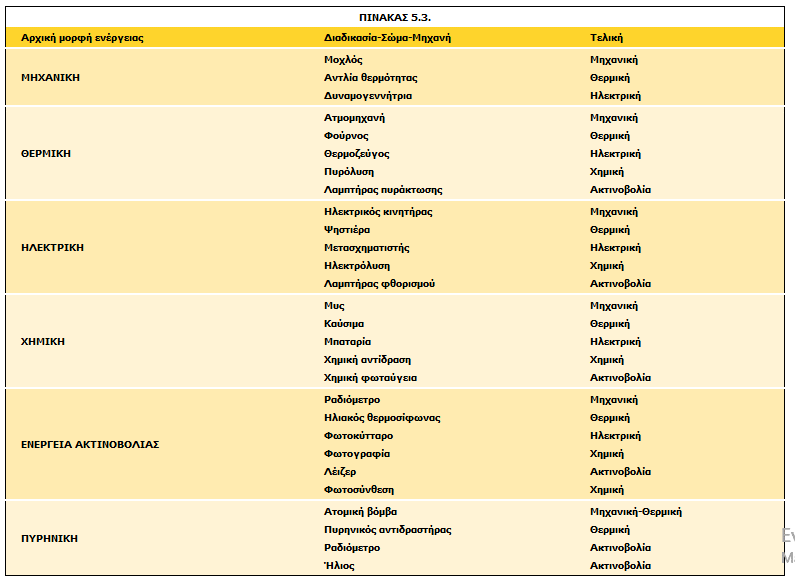 ΠΙΝΑΚΑΣ 5.3.
Αρχική μορφή ενέργειας Διαδικασία-Σώμα-Μηχανή Τελική
ΜΗΧΑΝΙΚΗ
Μοχλός Μηχανική
Αντλία θερμότητας Θερμική
Δυναμογεννήτρια Ηλεκτρική
ΘΕΡΜΙΚΗ
Ατμομηχανή Μηχανική
Φούρνος Θερμική
Θερμοζεύγος Ηλεκτρική
Πυρόλυση Χημική
Λαμπτήρας πυράκτωσης Ακτινοβολία
ΗΛΕΚΤΡΙΚΗ
Ηλεκτρικός κινητήρας Μηχανική
Ψηστιέρα Θερμική
Μετασχηματιστής Ηλεκτρική
Ηλεκτρόλυση Χημική
Λαμπτήρας φθορισμού Ακτινοβολία
ΧΗΜΙΚΗ
Μυς Μηχανική
Καύσιμα Θερμική
Μπαταρία Ηλεκτρική
Χημική αντίδραση Χημική
Χημική φωταύγεια Ακτινοβολία
ΕΝΕΡΓΕΙΑ ΑΚΤΙΝΟΒΟΛΙΑΣ
Ραδιόμετρο Μηχανική
Ηλιακός θερμοσίφωνας Θερμική
Φωτοκύτταρο Ηλεκτρική
Φωτογραφία Χημική
Λέιζερ Ακτινοβολία
Φωτοσύνθεση Χημική
ΠΥΡΗΝΙΚΗ
Ατομική βόμβα Μηχανική-Θερμική
Πυρηνικός αντιδραστήρας Θερμική
Ραδιόμετρο Ακτινοβολία
Ήλιος Ακτινοβολία